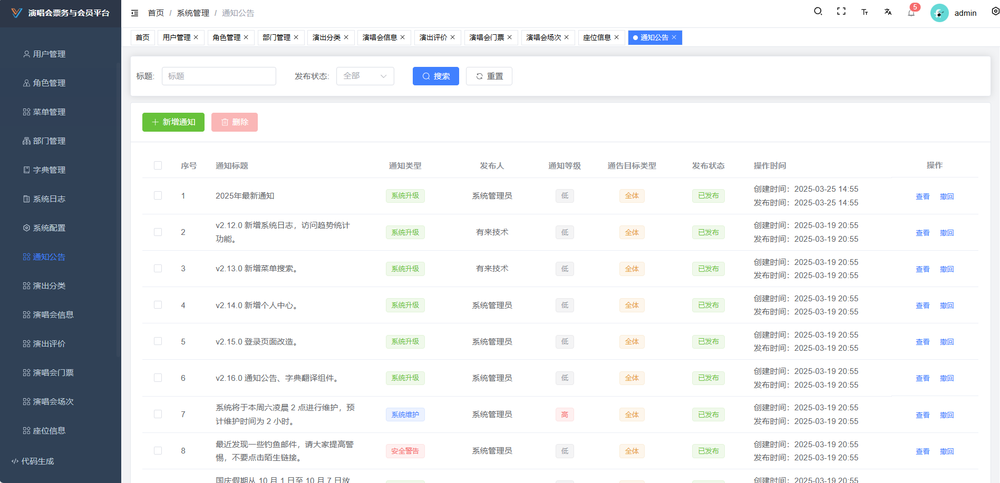 演唱会票务与会员平台
首页 / 系统管理 / 通知公告
5
admin
首页 用户管理 角色管理 部门管理 演出分类 演唱会信息 演出评价 演唱会门票 演唱会场次 座位信息 通知公告
用户管理
角色管理
菜单管理
部门管理
字典管理
系统日志
系统配置
通知公告
演出分类
演唱会信息
演出评价
演唱会门票
演唱会场次
座位信息
代码生成
标题: 标题 发布状态: 全部 搜索 重置
新增通知 删除
序号 通知标题 通知类型 发布人 通知等级 通告目标类型 发布状态 操作时间 操作
1 2025年最新通知 系统升级 系统管理员 低 全体 已发布 创建时间：2025-03-25 14:55
发布时间：2025-03-25 14:55 查看 撤回
2 v2.12.0 新增系统日志，访问趋势统计
功能。 系统升级 有来技术 低 全体 已发布 创建时间：2025-03-19 20:55
发布时间：2025-03-19 20:55 查看 撤回
3 v2.13.0 新增菜单搜索。 系统升级 有来技术 低 全体 已发布 创建时间：2025-03-19 20:55
发布时间：2025-03-19 20:55 查看 撤回
4 v2.14.0 新增个人中心。 系统升级 系统管理员 低 全体 已发布 创建时间：2025-03-19 20:55
发布时间：2025-03-19 20:55 查看 撤回
5 v2.15.0 登录页面改造。 系统升级 系统管理员 低 全体 已发布 创建时间：2025-03-19 20:55
发布时间：2025-03-19 20:55 查看 撤回
6 v2.16.0 通知公告、字典翻译组件。 系统升级 系统管理员 低 全体 已发布 创建时间：2025-03-19 20:55
发布时间：2025-03-19 20:55 查看 撤回
7 系统将于本周六凌晨 2 点进行维护，预
计维护时间为 2 小时。 系统维护 系统管理员 高 全体 已发布 创建时间：2025-03-19 20:55
发布时间：2025-03-19 20:55 查看 撤回
8 最近发现一些钓鱼邮件，请大家提高警
惕，不要点击陌生链接。 安全警告 系统管理员 低 全体 已发布 创建时间：2025-03-19 20:55
发布时间：2025-03-19 20:55 查看 撤回
国庆假期从 10 月 1 日至 10 月 7 日放 创建时间：2025-03-19 20:55